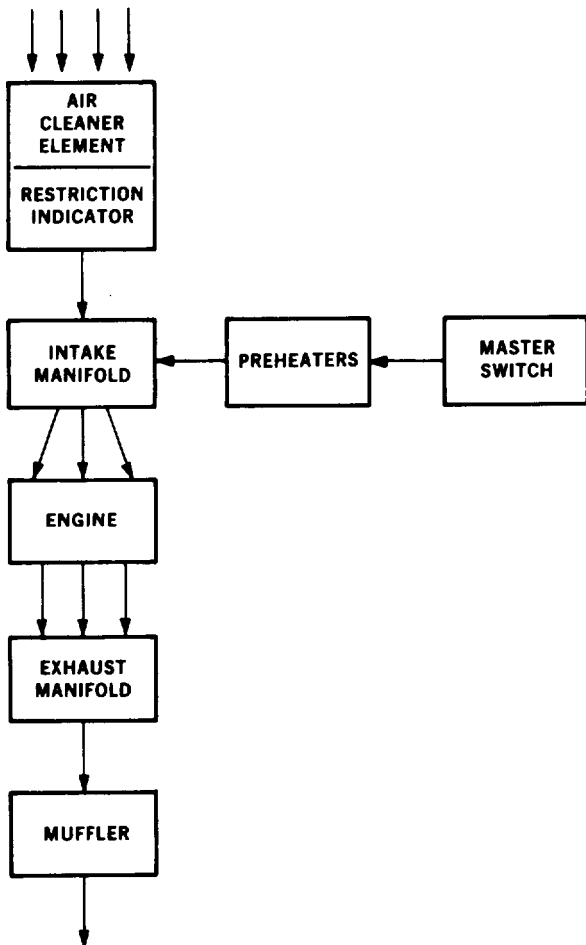 AIR
CLEANER
ELEMENT
RESTRICTION
INDICATOR
INTAKE
MANIFOLD
PREHEATERS
MASTER
SWITCH
ENGINE
EXHAUST
MANIFOLD
MUFFLER